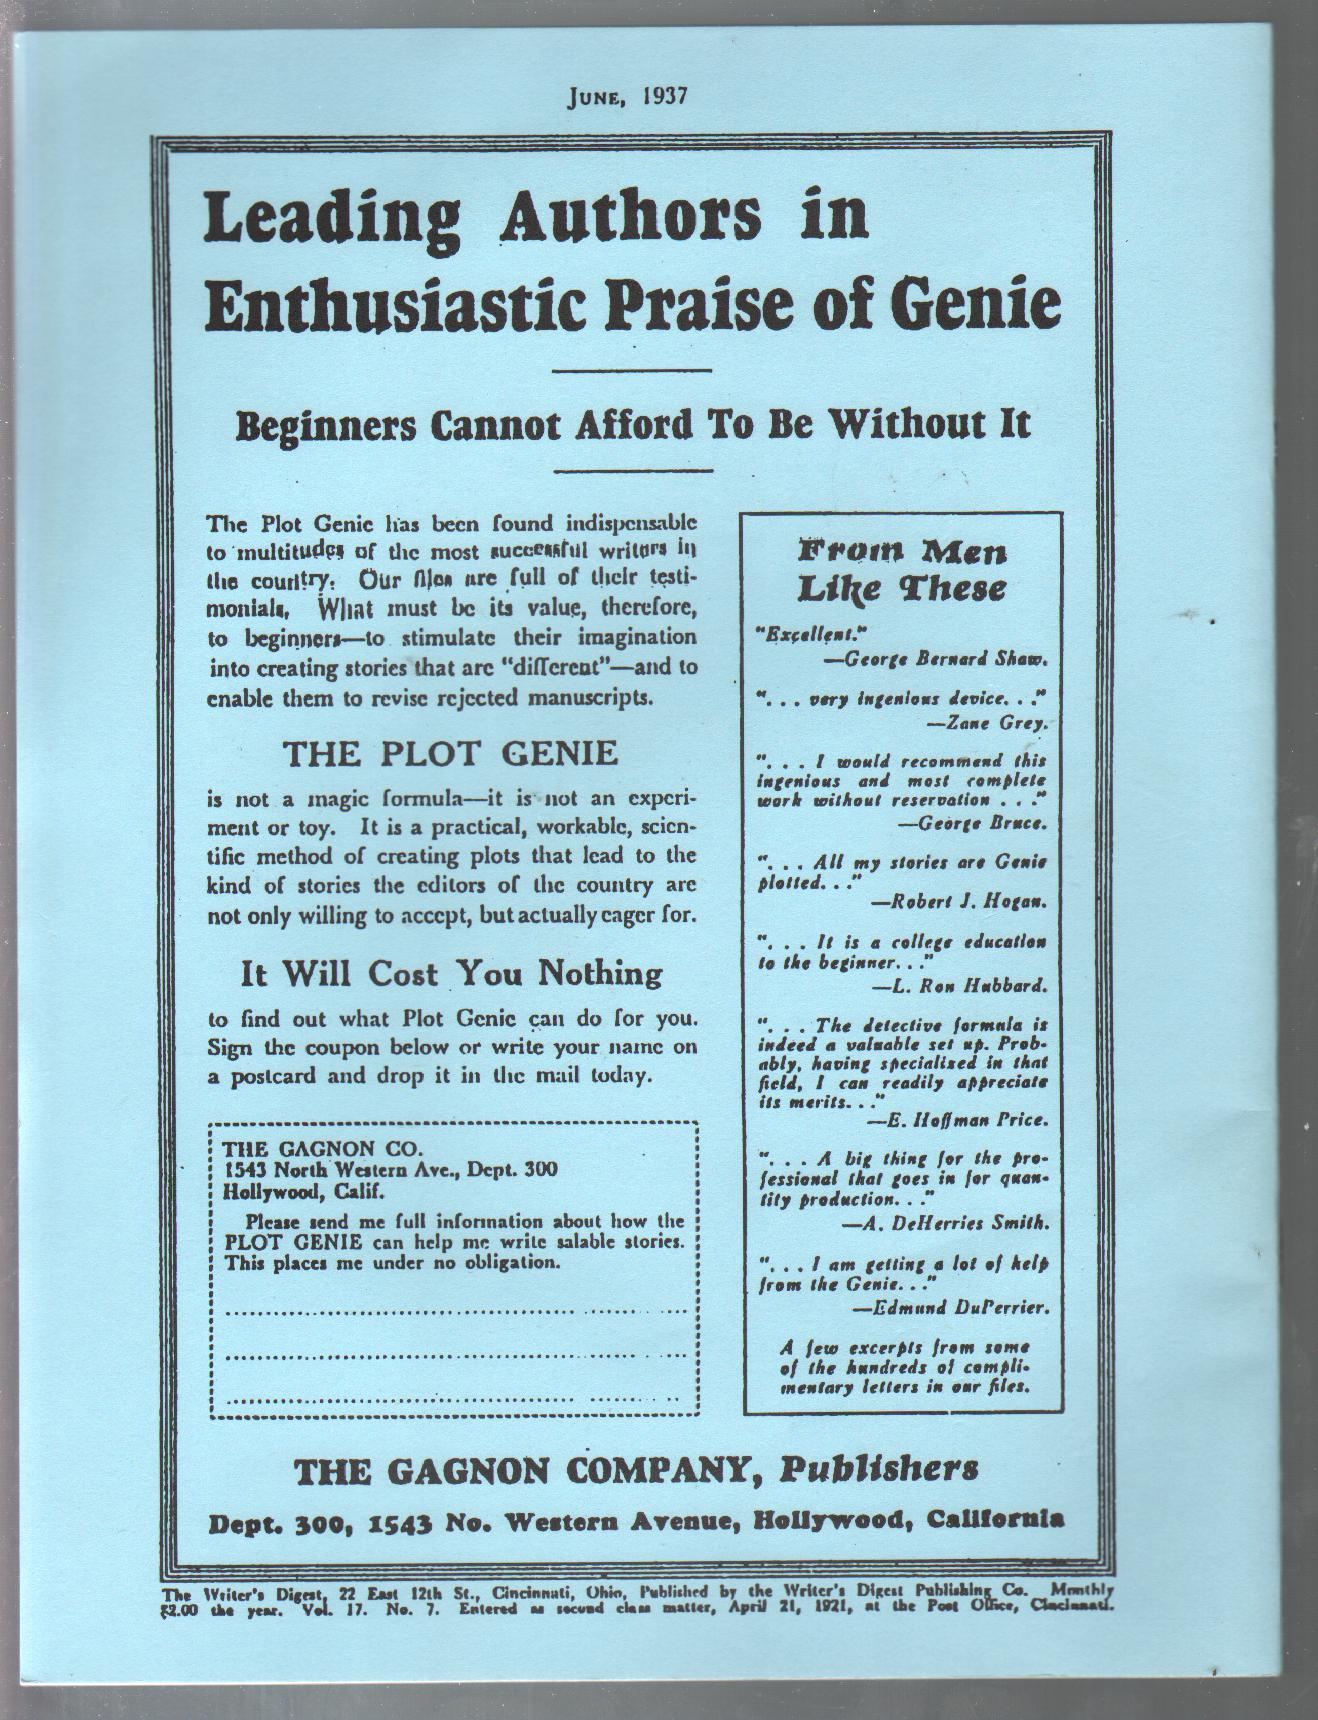 June, 1937
Leading Authors in
Enthusiastic Praise of Genie
Beginners Cannot Afford To Be Without It
The Plot Genie has been found indispensable
to multitudes of the most successful writers in
the country. Our files are full of their testi-
monials. What must be its value, therefore,
to beginners—to stimulate their imagination
into creating stories that are "different"—and to
enable them to revise rejected manuscripts.
THE PLOT GENIE
is not a magic formula—it is not an experi-
ment or toy. It is a practical, workable, scien-
tific method of creating plots that lead to the
kind of stories the editors of the country are
not only willing to accept, but actually eager for.
It Will Cost You Nothing
to find out what Plot Genie can do for you.
Sign the coupon below or write your name on
a postcard and drop it in the mail today.
THE GAGNON CO.
1543 North Western Ave., Dept. 300
Hollywood, Calif.
Please send me full information about how the
PLOT GENIE can help me write salable stories.
This places me under no obligation.
From Men
Like These
"Excellent."
—George Bernard Shaw.
". . . very ingenious device. . ."
—Zane Grey.
". . . I would recommend this
ingenious and most complete
work without reservation . . ."
—George Bruce.
". . . All my stories are Genie
plotted. . ."
—Robert J. Hogan.
". . . It is a college education
to the beginner. . ."
—L. Ron Hubbard.
". . . The detective formula is
indeed a valuable set up. Prob-
ably, having specialized in that
field, I can readily appreciate
its merits. . ."
—E. Hoffman Price.
". . . A big thing for the pro-
fessional that goes in for quan-
tity production. . ."
—A. DeHerries Smith.
". . . I am getting a lot of help
from the Genie. . ."
—Edmund DuPerrier.
A few excerpts from some
of the hundreds of compli-
mentary letters in our files.
THE GAGNON COMPANY, Publishers
Dept. 300, 1543 No. Western Avenue, Hollywood, California
The Writer's Digest, 22 East 12th St., Cincinnati, Ohio, Published by the Writer's Digest Publishing Co. Monthly
$2.00 the year. Vol. 17. No. 7. Entered as second class matter, April 21, 1921, at the Post Office, Cincinnati.